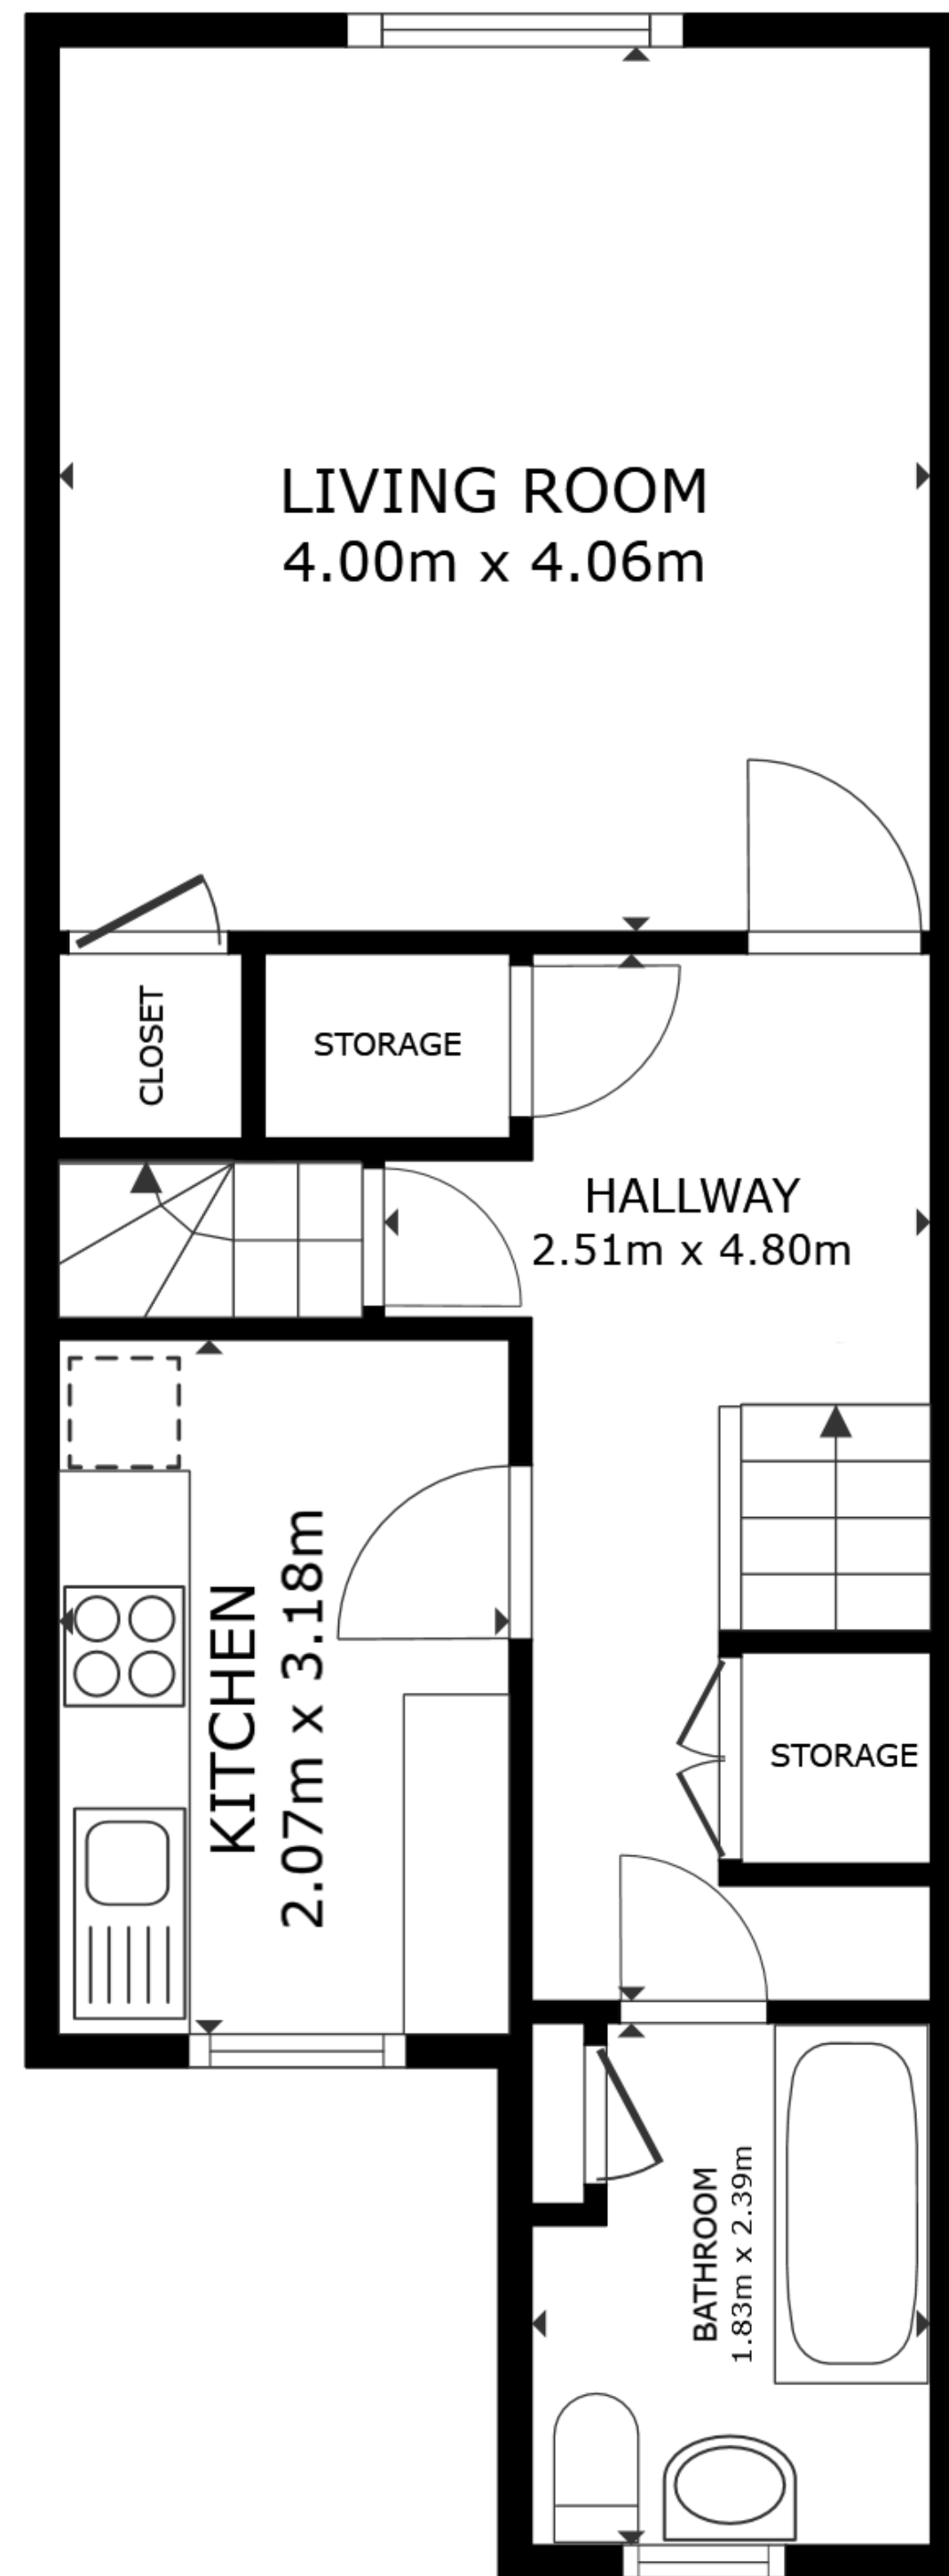 LIVING ROOM
4.00m x 4.06m
CLOSET
STORAGE
HALLWAY
2.51m x 4.80m
KITCHEN
2.07m x 3.18m
STORAGE
BATHROOM
1.83m x 2.39m